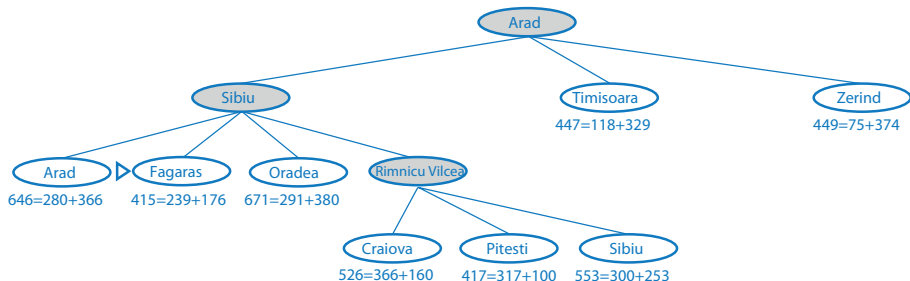 Arad
Sibiu
Timisoara
Zerind
447=118+329
449=75+374
Arad
Fagaras
Oradea
Rimnicu Vilcea
646=280+366
415=239+176
671=291+380
Craiova
Pitesti
Sibiu
526=366+160
417=317+100
553=300+253